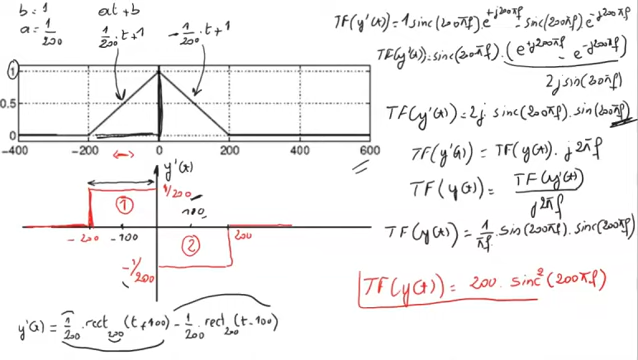 b = 1 at + b
a = 1/200 1/200 . t + 1 - 1/200 . t + 1
1
0.5
0
-400 -200 0 200 400 600
y'(t)
1/200
①
100
-200 -100 200
②
-1/200
y'(t) = 1/200 . rect200 (t+100) - 1/200 . rect200 (t-100)
TF(y'(t)) = 1 sinc(200πf) e^{+j200πf} - sinc(200πf) e^{-j200πf}
TF(y'(t)) = sinc(200πf) . (e^{+j200πf} - e^{-j200πf})
2j sin(200πf)
TF(y'(t)) = 2j . sinc(200πf) . sin(200πf)
TF(y'(t)) = TF(y(t)) . j2πf
TF(y(t)) = TF(y'(t)) / j2πf
TF(y(t)) = 1/πf . sin(200πf) . sinc(200πf)
TF(y(t)) = 200 . sinc²(200πf)